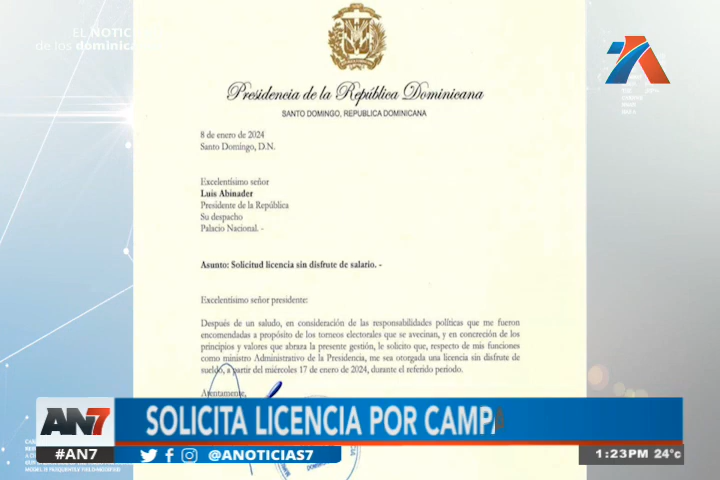 EL NOTIC
de los dominica
Presidencia de la República Dominicana
SANTO DOMINGO, REPUBLICA DOMINICANA
8 de enero de 2024
Santo Domingo, D.N.
Excelentísimo señor
Luis Abinader
Presidente de la República
Su despacho
Palacio Nacional. -
Asunto: Solicitud licencia sin disfrute de salario. -
Excelentísimo señor presidente:
Después de un saludo, en consideración de las responsabilidades políticas que me fueron
encomendadas a propósito de los torneos electorales que se avecinan, y en concreción de los
principios y valores que abraza la presente gestión, le solicito que, respecto de mis funciones
como ministro Administrativo de la Presidencia, me sea otorgada una licencia sin disfrute de
sueldo, a partir del miércoles 17 de enero de 2024, durante el referido periodo.
Atentamente,
AN7
SOLICITA LICENCIA POR CAMPA
#AN7
@ANOTICIAS7
1:23PM 24°c